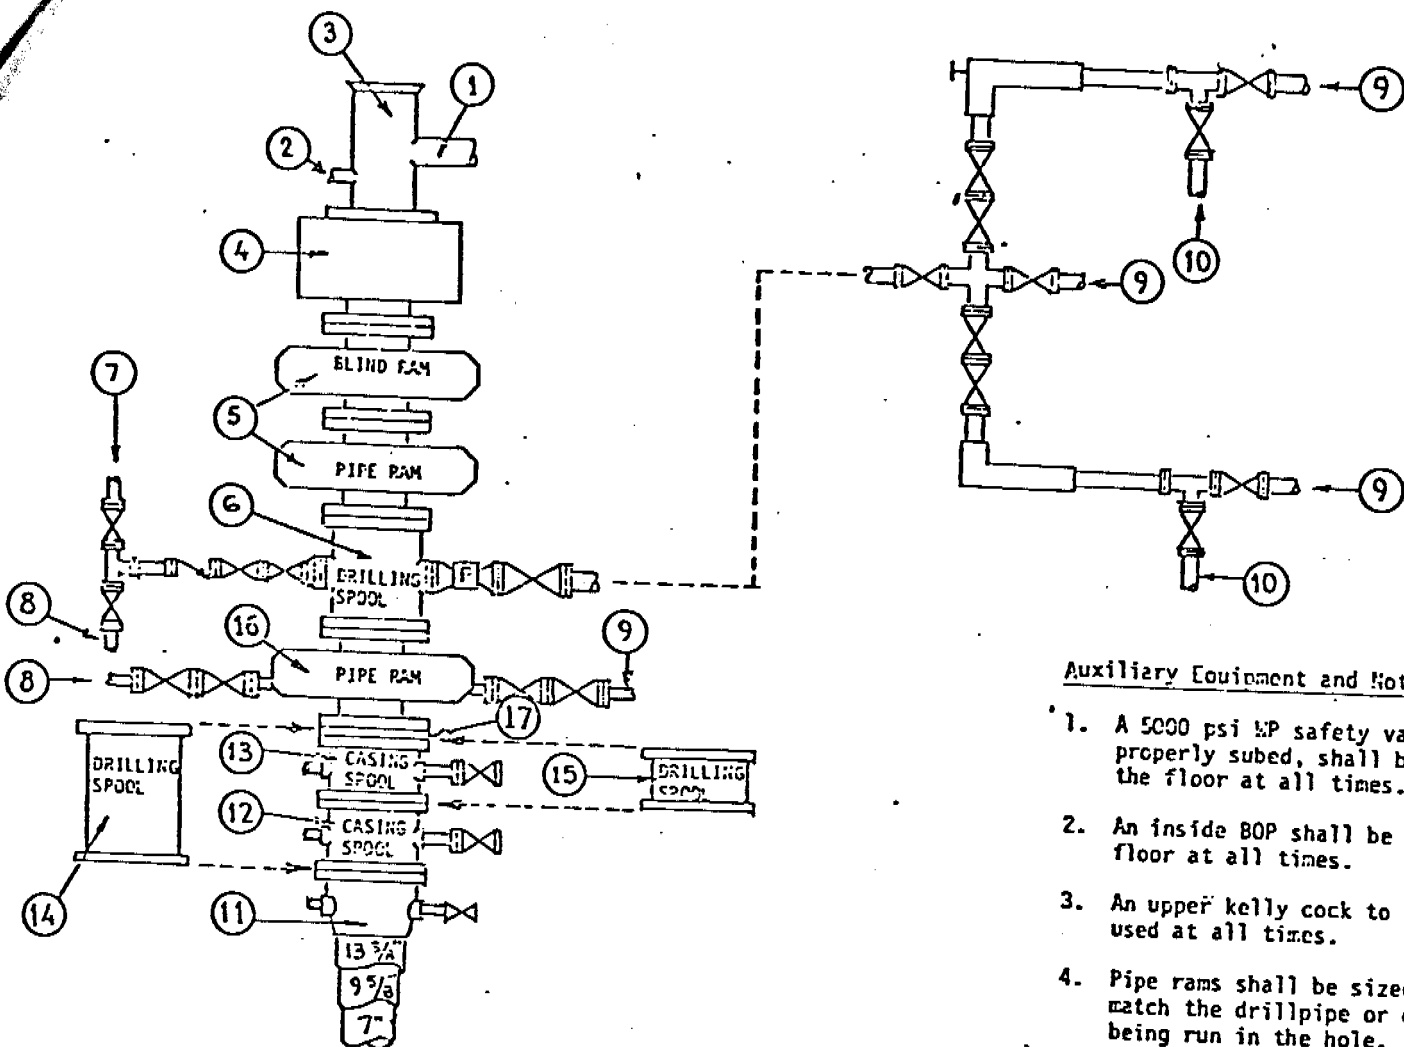 3
1
2
4
BLIND RAM
7
5
PIPE RAM
6
DRILLING
SPOOL
8
16
9
8
PIPE RAM
17
13
CASING
SPOOL
DRILLING
SPOOL
15
DRILLING
SPOOL
12
CASING
SPOOL
14
11
13 3/8"
9 5/8"
7"
9
10
9
9
10
Auxiliary Equipment and
1. A 5000 psi WP safety
properly subed, shall
the floor at all times.
2. An inside BOP shall be
floor at all times.
3. An upper kelly cock to
used at all times.
4. Pipe rams shall be
match the drillpipe or
being run in the hole.